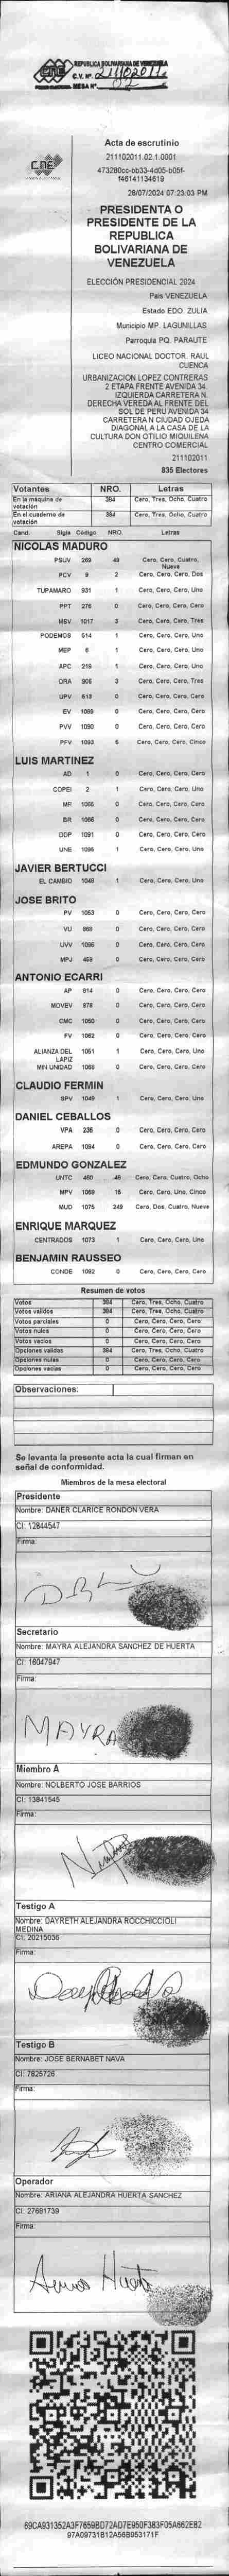 CNE
REPUBLICA BOLIVARIANA DE VENEZUELA
C.V. Nº 211102011
MESA Nº 02
CNE
Acta de escrutinio
211102011.02.1.0001
28/07/2024 07:23:03 PM
PRESIDENTA O
PRESIDENTE DE LA
REPUBLICA
BOLIVARIANA DE
VENEZUELA
ELECCIÓN PRESIDENCIAL 2024
Pais VENEZUELA
Estado EDO. ZULIA
Municipio MP. LAGUNILLAS
Parroquia PQ. PARAUTE
LICEO NACIONAL DOCTOR. RAUL
CUENCA
URBANIZACION LOPEZ CONTRERAS
2 ETAPA FRENTE AVENIDA 34.
IZQUIERDA CARRETERA N.
DERECHA VEREDA AL FRENTE DEL
SOL DE PERU AVENIDA 34
CARRETERA N CIUDAD OJEDA
DIAGONAL A LA CASA DE LA
CULTURA DON OTILIO MIQUILENA
CENTRO COMERCIAL
211102011
835 Electores
Votantes NRO. Letras
En la máquina de votación 384 Cero, Tres, Ocho, Cuatro
En el cuaderno de votación 384 Cero, Tres, Ocho, Cuatro
Cand. Sigla Código NRO. Letras
NICOLAS MADURO
PSUV 269 49 Cero, Cero, Cuatro, Nueve
PCV 9 2 Cero, Cero, Cero, Dos
TUPAMARO 931 1 Cero, Cero, Cero, Uno
PPT 276 0 Cero, Cero, Cero, Cero
MSV 1017 3 Cero, Cero, Cero, Tres
PODEMOS 514 1 Cero, Cero, Cero, Uno
MEP 6 1 Cero, Cero, Cero, Uno
APC 219 1 Cero, Cero, Cero, Uno
ORA 906 3 Cero, Cero, Cero, Tres
UPV 613 0 Cero, Cero, Cero, Cero
EV 1089 0 Cero, Cero, Cero, Cero
PVV 1090 0 Cero, Cero, Cero, Cero
PFV 1093 5 Cero, Cero, Cero, Cinco
LUIS MARTINEZ
AD 1 0 Cero, Cero, Cero, Cero
COPEI 2 1 Cero, Cero, Cero, Uno
MR 1065 0 Cero, Cero, Cero, Cero
BR 1066 0 Cero, Cero, Cero, Cero
DDP 1091 0 Cero, Cero, Cero, Cero
UNE 1095 1 Cero, Cero, Cero, Uno
JAVIER BERTUCCI
EL CAMBIO 1048 1 Cero, Cero, Cero, Uno
JOSE BRITO
PV 1053 0 Cero, Cero, Cero, Cero
VU 868 0 Cero, Cero, Cero, Cero
UVV 1096 0 Cero, Cero, Cero, Cero
MPJ 458 0 Cero, Cero, Cero, Cero
ANTONIO ECARRI
AP 814 0 Cero, Cero, Cero, Cero
MOVEV 978 0 Cero, Cero, Cero, Cero
CMC 1050 0 Cero, Cero, Cero, Cero
FV 1062 0 Cero, Cero, Cero, Cero
ALIANZA DEL LAPIZ 1051 1 Cero, Cero, Cero, Uno
MIN UNIDAD 1068 0 Cero, Cero, Cero, Cero
CLAUDIO FERMIN
SPV 1049 1 Cero, Cero, Cero, Uno
DANIEL CEBALLOS
VPA 236 0 Cero, Cero, Cero, Cero
AREPA 1094 0 Cero, Cero, Cero, Cero
EDMUNDO GONZALEZ
UNTC 460 48 Cero, Cero, Cuatro, Ocho
MPV 1069 15 Cero, Cero, Uno, Cinco
MUD 1075 249 Cero, Dos, Cuatro, Nueve
ENRIQUE MARQUEZ
CENTRADOS 1073 1 Cero, Cero, Cero, Uno
BENJAMIN RAUSSEO
CONDE 1092 0 Cero, Cero, Cero, Cero
Resumen de votos
Votos 384 Cero, Tres, Ocho, Cuatro
Votos validos 384 Cero, Tres, Ocho, Cuatro
Votos parciales 0 Cero, Cero, Cero, Cero
Votos nulos 0 Cero, Cero, Cero, Cero
Votos vacios 0 Cero, Cero, Cero, Cero
Opciones validas 384 Cero, Tres, Ocho, Cuatro
Opciones nulas 0 Cero, Cero, Cero, Cero
Opciones vacias 0 Cero, Cero, Cero, Cero
Observaciones:
Se levanta la presente acta la cual firman en
señal de conformidad.
Miembros de la mesa electoral
Presidente
Nombre: DANER CLARICE RONDON VERA
CI: 12844547
Firma:
Secretario
Nombre: MAYRA ALEJANDRA SANCHEZ DE HUERTA
CI: 16047947
Firma:
MAYRA
Miembro A
Nombre: NOLBERTO JOSE BARRIOS
CI: 13841545
Firma:
Testigo A
Nombre: DAYRETH ALEJANDRA ROCCHICCIOLI
MEDINA
CI: 20215036
Firma:
Testigo B
Nombre: JOSE BERNABET NAVA
CI: 7825726
Firma:
Operador
Nombre: ARIANA ALEJANDRA HUERTA SANCHEZ
CI: 27681739
Firma:
69CA931352A3F7659BD72AD7E950F383F05A662E82
97A09731B12A56B953171F